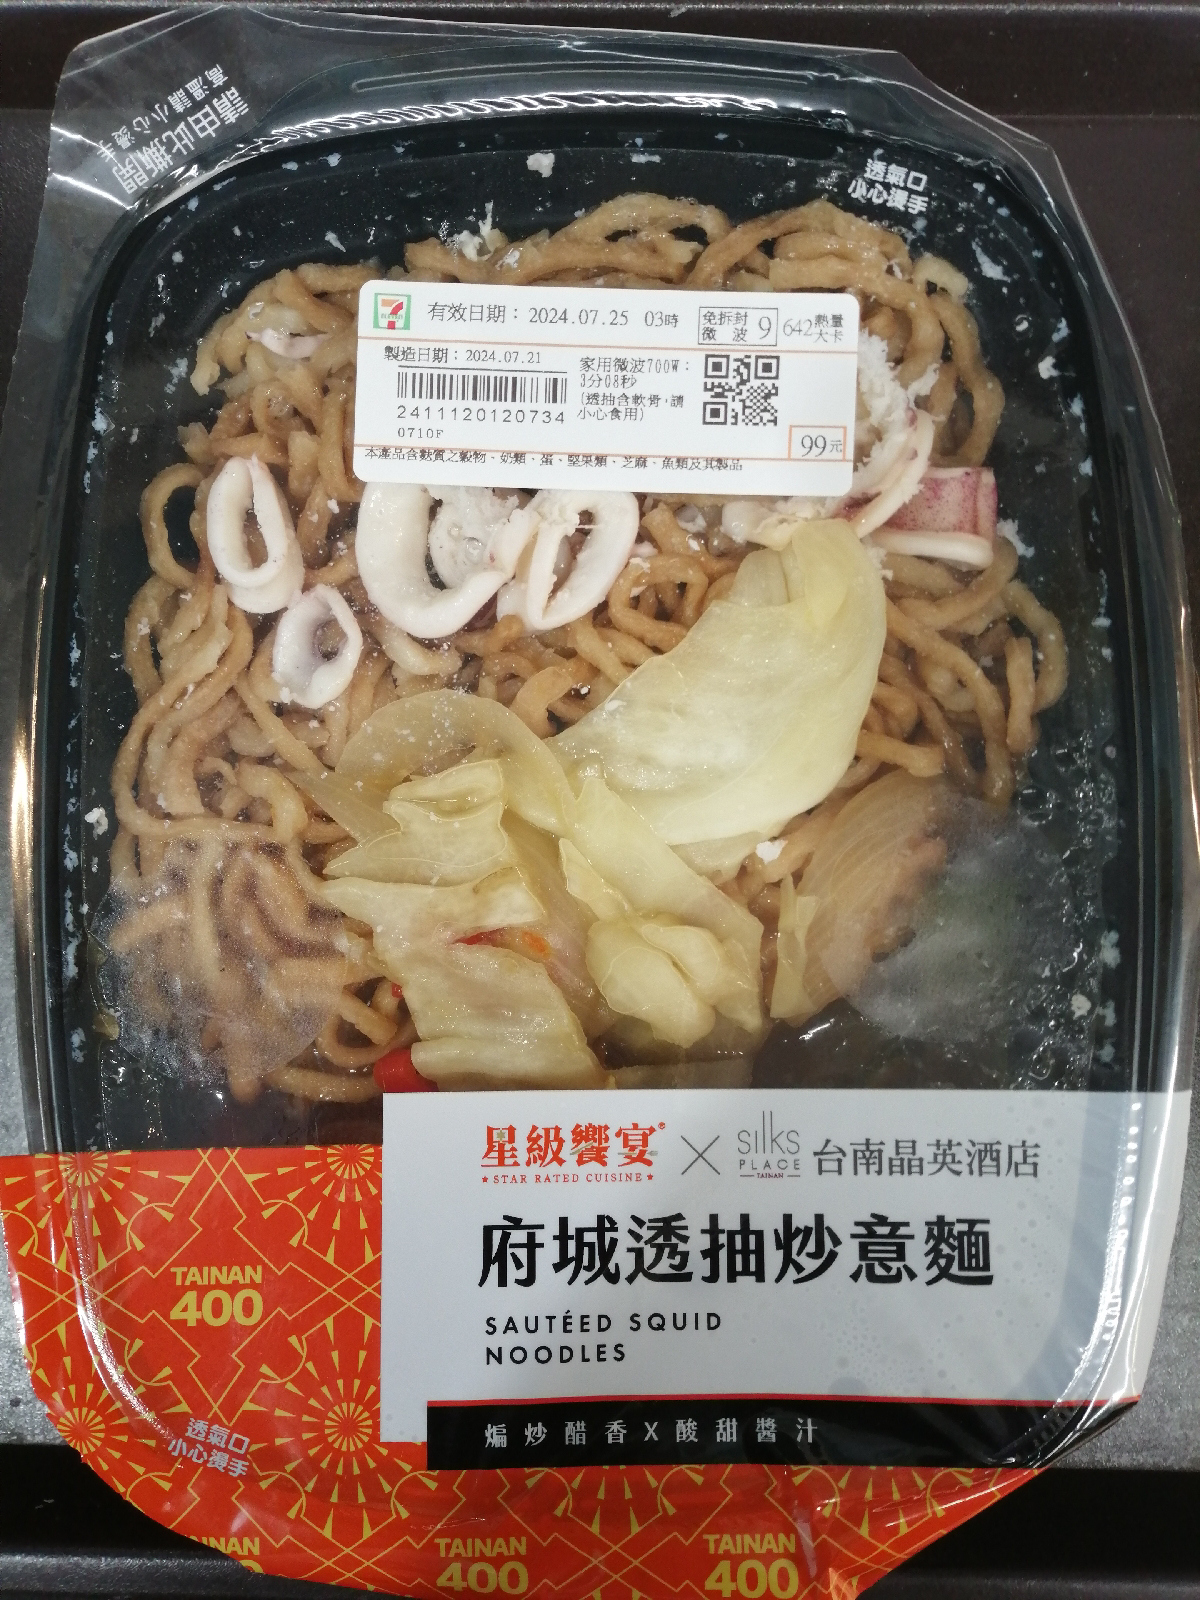 請由此撕開
高溫請小心燙手
透氣口
小心燙手
7
ELEVEN
有效日期：2024.07.25 03時
免拆封
微波 9
642 熱量
大卡
製造日期：2024.07.21
2411120120734
0710F
家用微波700W：
3分08秒
(透抽含軟骨，請
小心食用)
99元
本產品含麩質之穀物、奶類、蛋、堅果類、芝麻、魚類及其製品
星級饗宴®
★STAR RATED CUISINE★
×
silks
PLACE
TAINAN
台南晶英酒店
府城透抽炒意麵
SAUTÉED SQUID
NOODLES
煸炒醋香X酸甜醬汁
TAINAN
400
透氣口
小心燙手
TAINAN
400
TAINAN
400